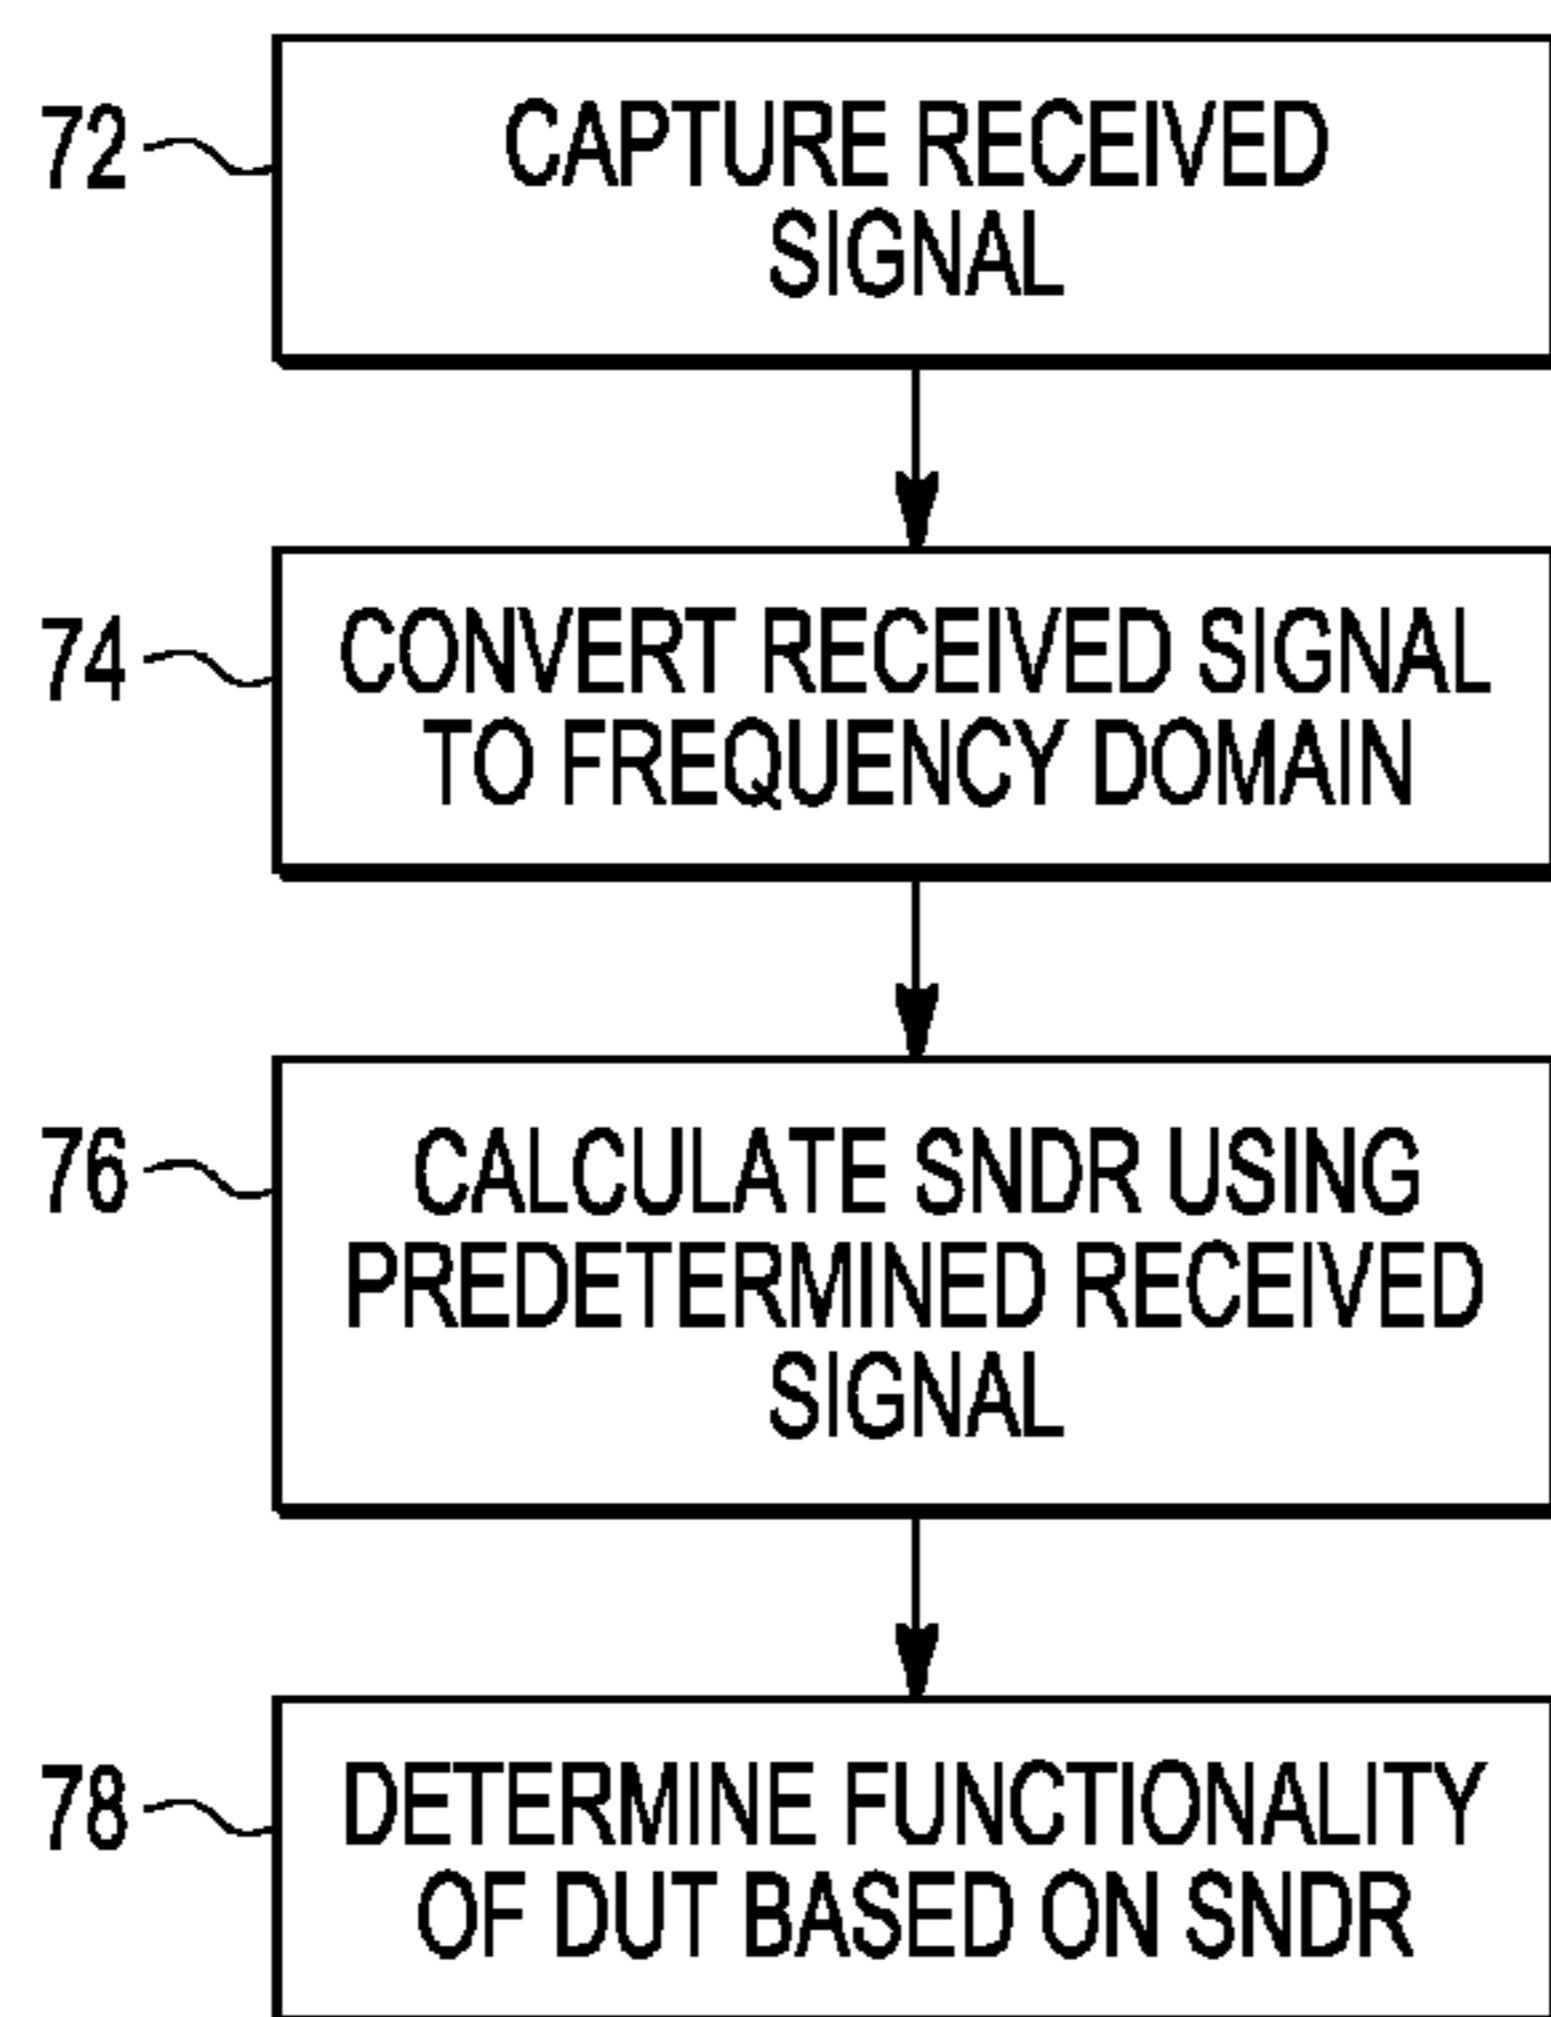 72
CAPTURE RECEIVED
SIGNAL
74
CONVERT RECEIVED SIGNAL
TO FREQUENCY DOMAIN
76
CALCULATE SNDR USING
PREDETERMINED RECEIVED
SIGNAL
78
DETERMINE FUNCTIONALITY
OF DUT BASED ON SNDR